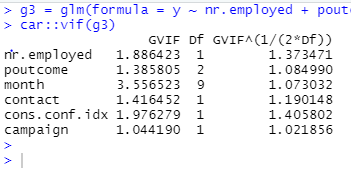 > g3 = glm(formula = y ~ nr.employed + pout
> car::vif(g3)
GVIF Df GVIF^(1/(2*Df))
nr.employed 1.886423 1 1.373471
poutcome 1.385805 2 1.084990
month 3.556523 9 1.073032
contact 1.416452 1 1.190148
cons.conf.idx 1.976279 1 1.405802
campaign 1.044190 1 1.021856
>
>